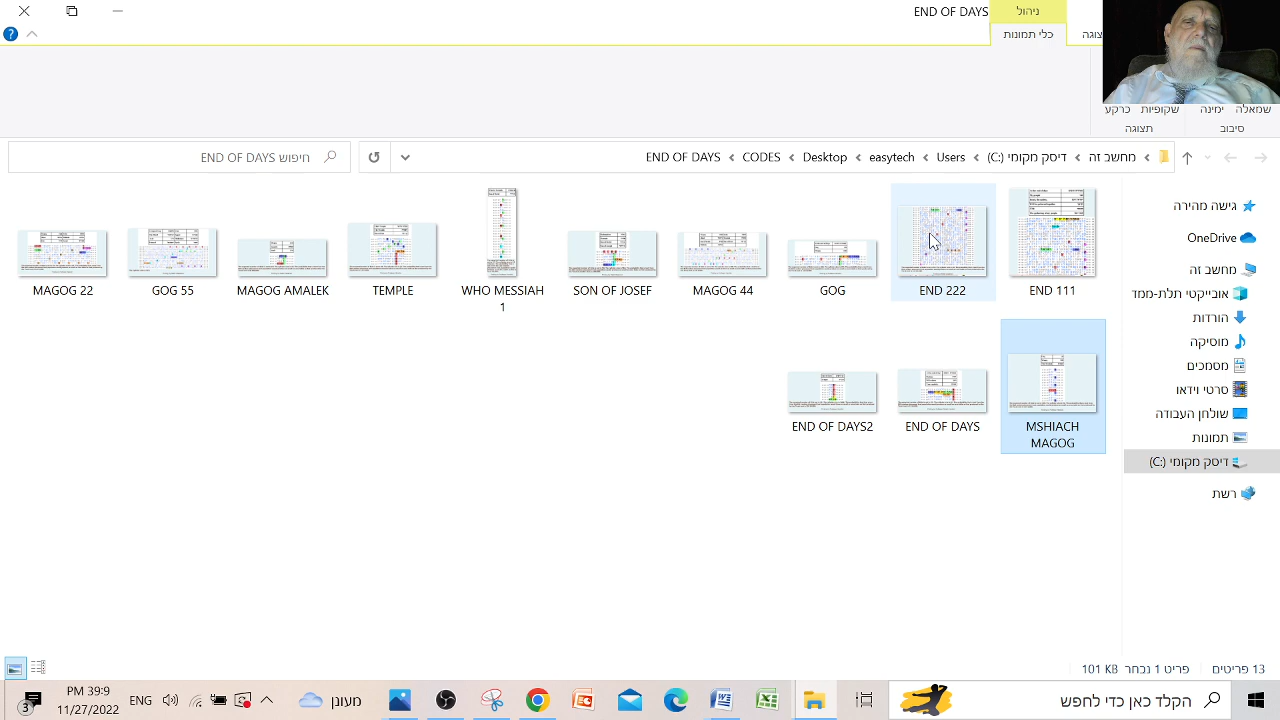 END OF DAYS
ניהול
כלי תמונות
שמאלה
ימינה
שקופיות
כרקע
סיבוב
תצוגה
מחשב זה
דיסק מקומי (C:)
Users
easytech
Desktop
CODES
END OF DAYS
חיפוש END OF DAYS
END 111
END 222
GOG
MAGOG 44
SON OF JOSEF
WHO MESSIAH
1
TEMPLE
MAGOG AMALEK
GOG 55
MAGOG 22
MSHIACH
MAGOG
END OF DAYS
END OF DAYS2
גישה מהירה
OneDrive
מחשב זה
אובייקטי תלת-ממד
הורדות
מוסיקה
מסמכים
סרטי וידאו
שולחן העבודה
תמונות
דיסק מקומי (C:)
רשת
13 פריטים
פריט 1 נבחר 101 KB
הקלד כאן כדי לחפש
מעונן
ENG
PM 39:9
11/27/2022
3